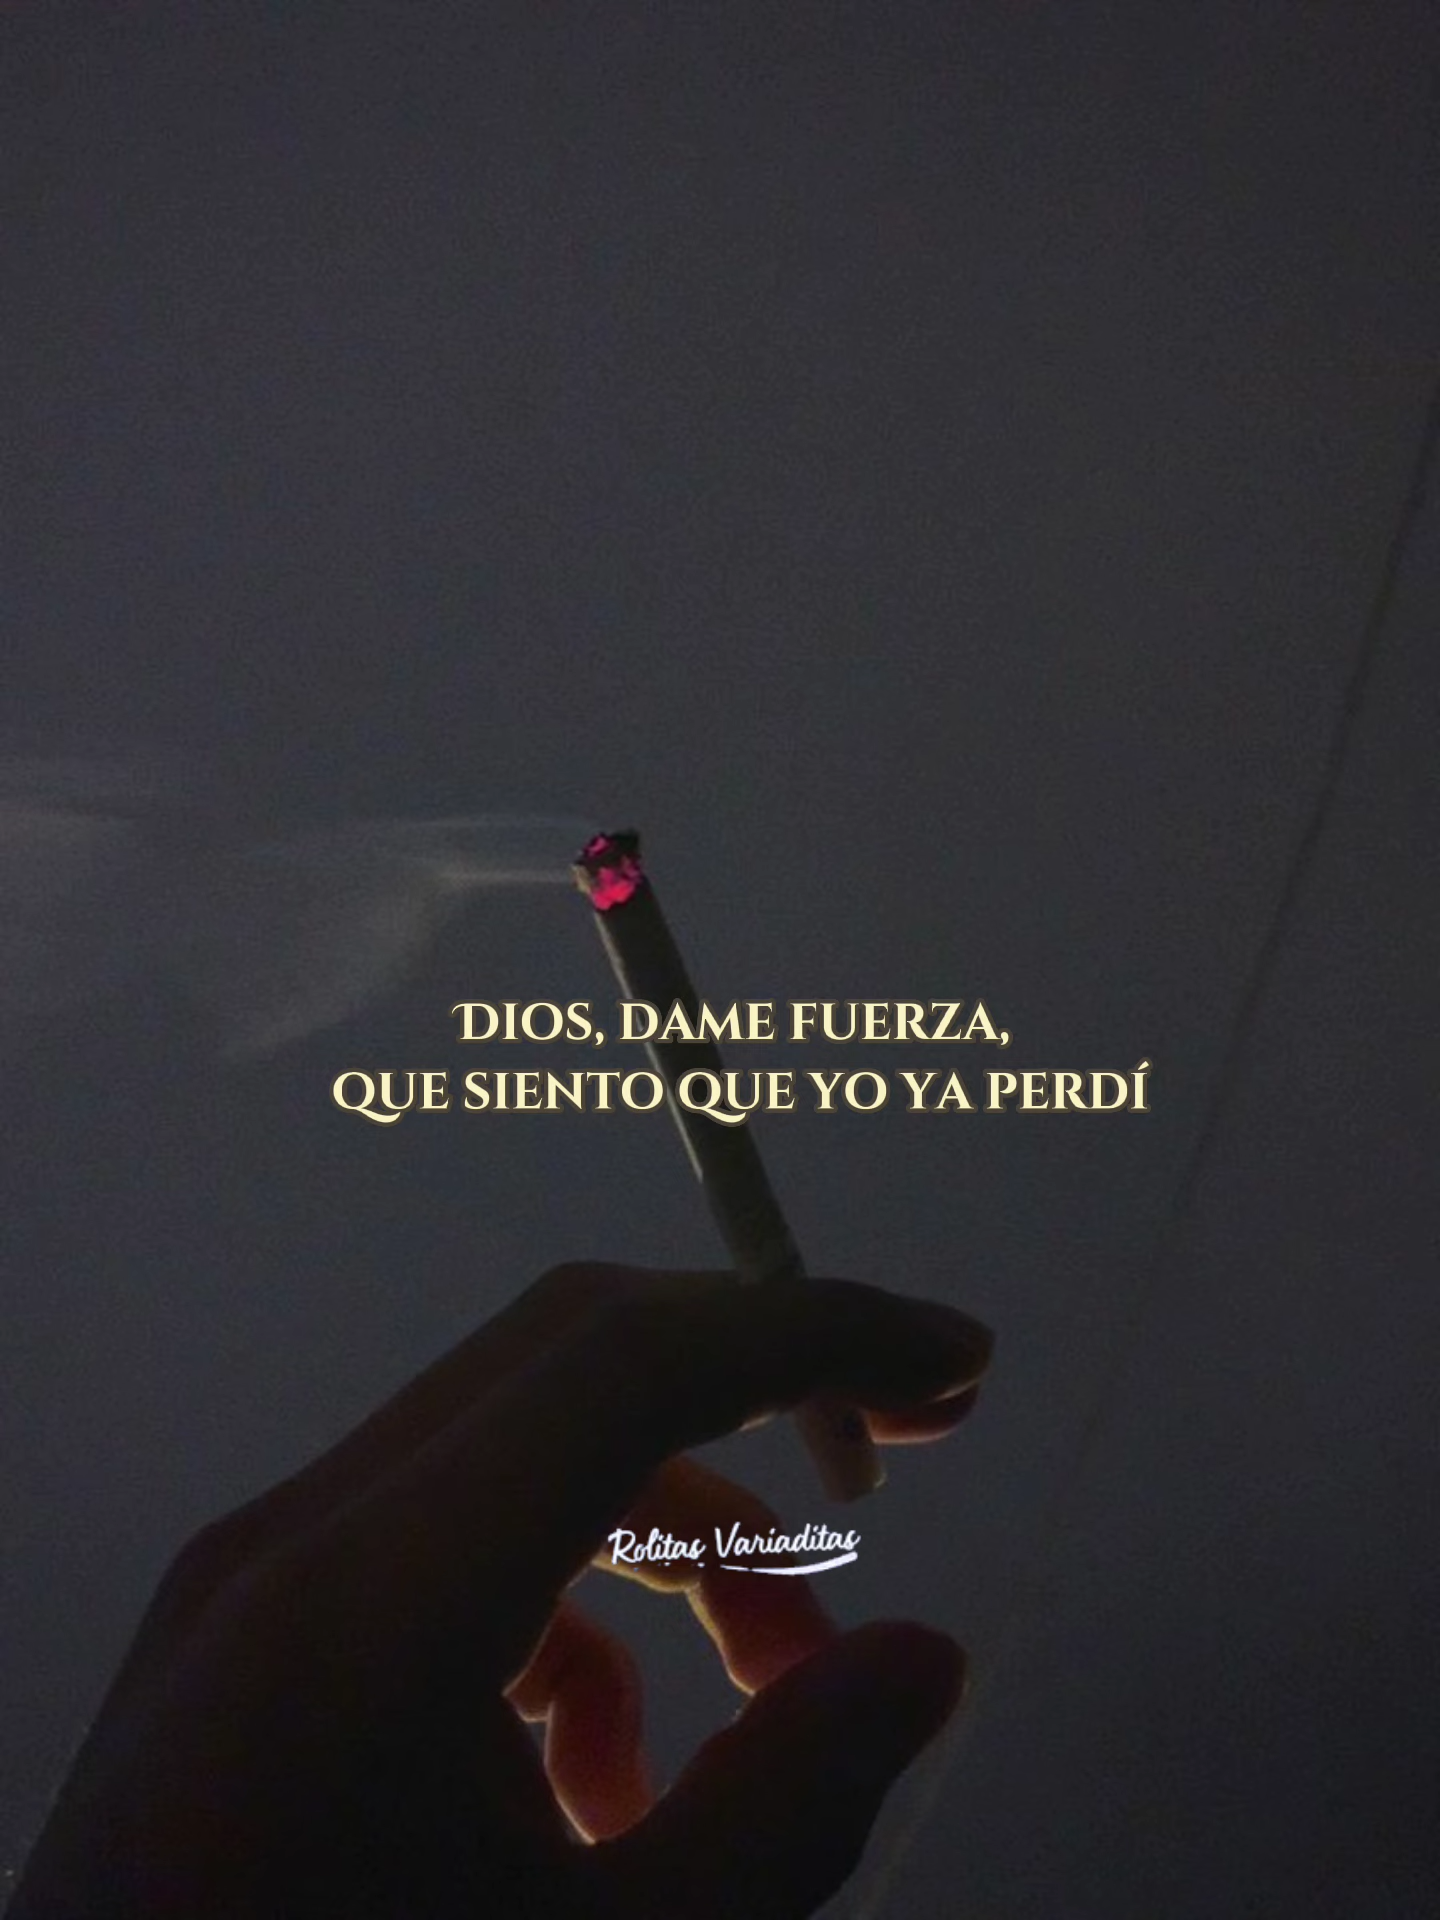 Dios, dame fuerza,
que siento que yo ya perdí
Rolitas Variaditas